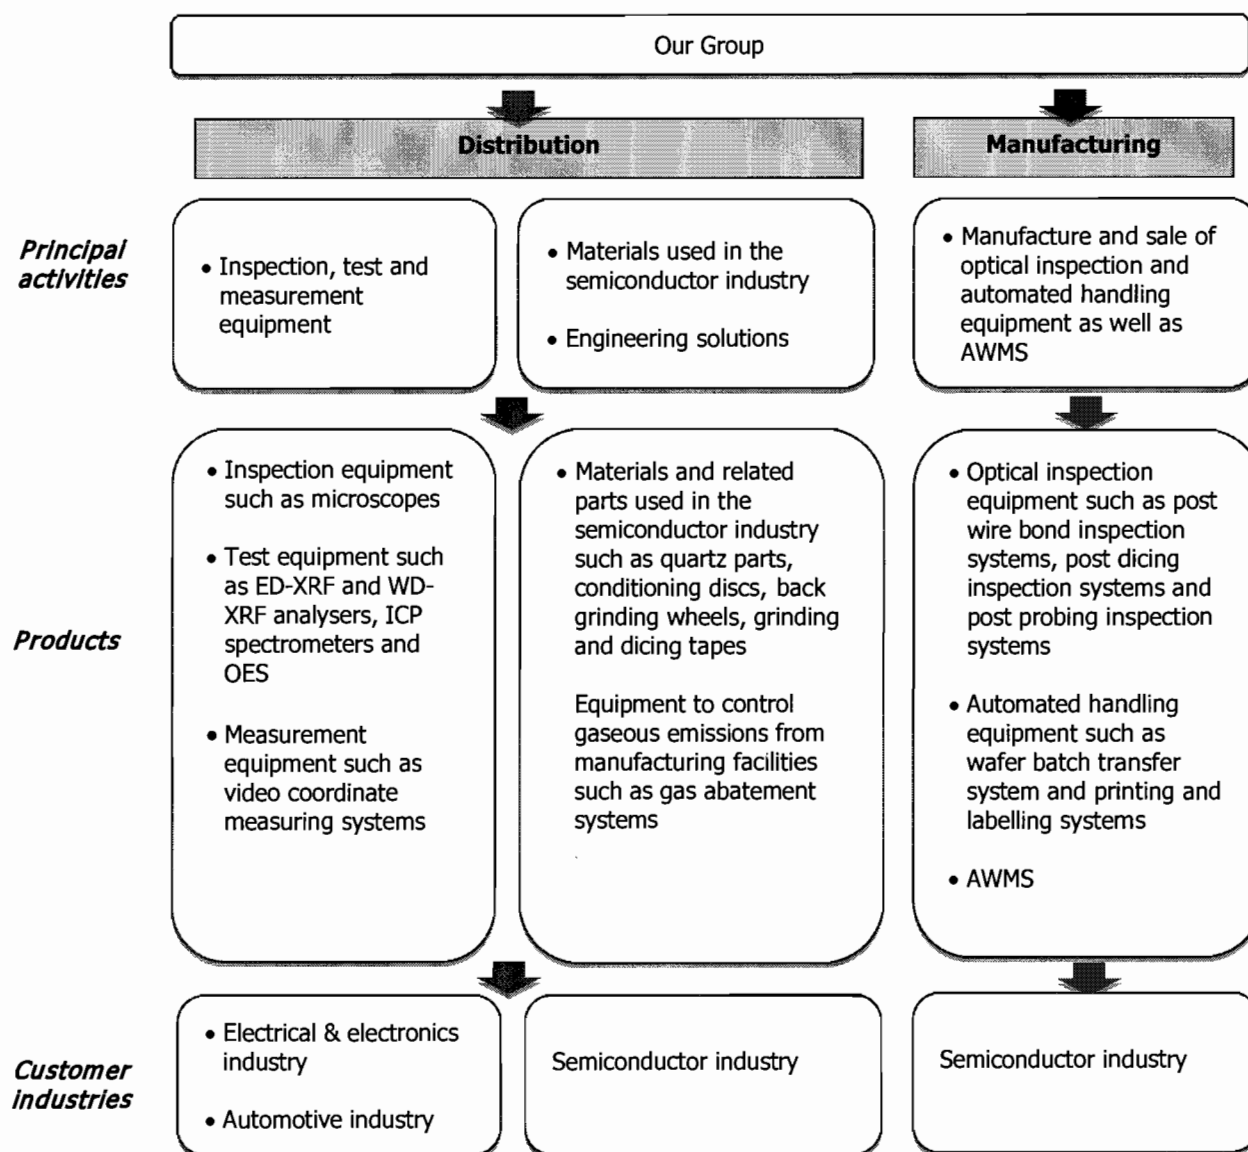 Our Group
Distribution
Manufacturing
Principal
activities
• Inspection, test and
measurement
equipment
• Materials used in the
semiconductor industry
• Engineering solutions
• Manufacture and sale of
optical inspection and
automated handling
equipment as well as
AWMS
Products
• Inspection equipment
such as microscopes
• Test equipment such
as ED-XRF and WD-
XRF analysers, ICP
spectrometers and
OES
• Measurement
equipment such as
video coordinate
measuring systems
• Materials and related
parts used in the
semiconductor industry
such as quartz parts,
conditioning discs, back
grinding wheels, grinding
and dicing tapes
Equipment to control
gaseous emissions from
manufacturing facilities
such as gas abatement
systems
• Optical inspection
equipment such as post
wire bond inspection
systems, post dicing
inspection systems and
post probing inspection
systems
• Automated handling
equipment such as
wafer batch transfer
system and printing and
labelling systems
• AWMS
Customer
industries
• Electrical & electronics
industry
• Automotive industry
Semiconductor industry
Semiconductor industry